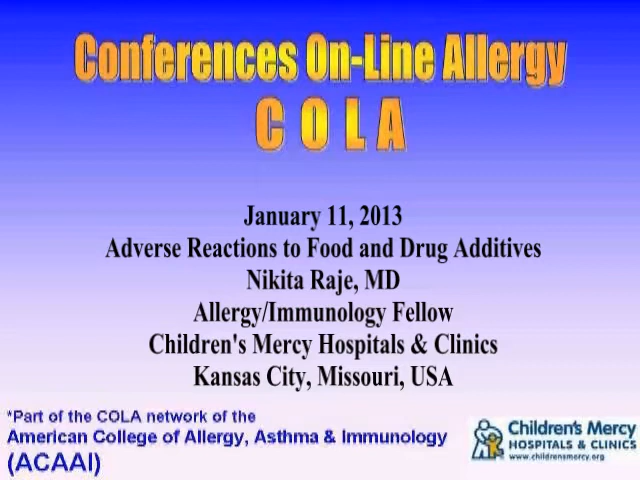 Conferences On-Line Allergy
C O L A
January 11, 2013
Adverse Reactions to Food and Drug Additives
Nikita Raje, MD
Allergy/Immunology Fellow
Children's Mercy Hospitals & Clinics
Kansas City, Missouri, USA
*Part of the COLA network of the
American College of Allergy, Asthma & Immunology
(ACAAI)
Children's Mercy
HOSPITALS & CLINICS
www.childrensmercy.org